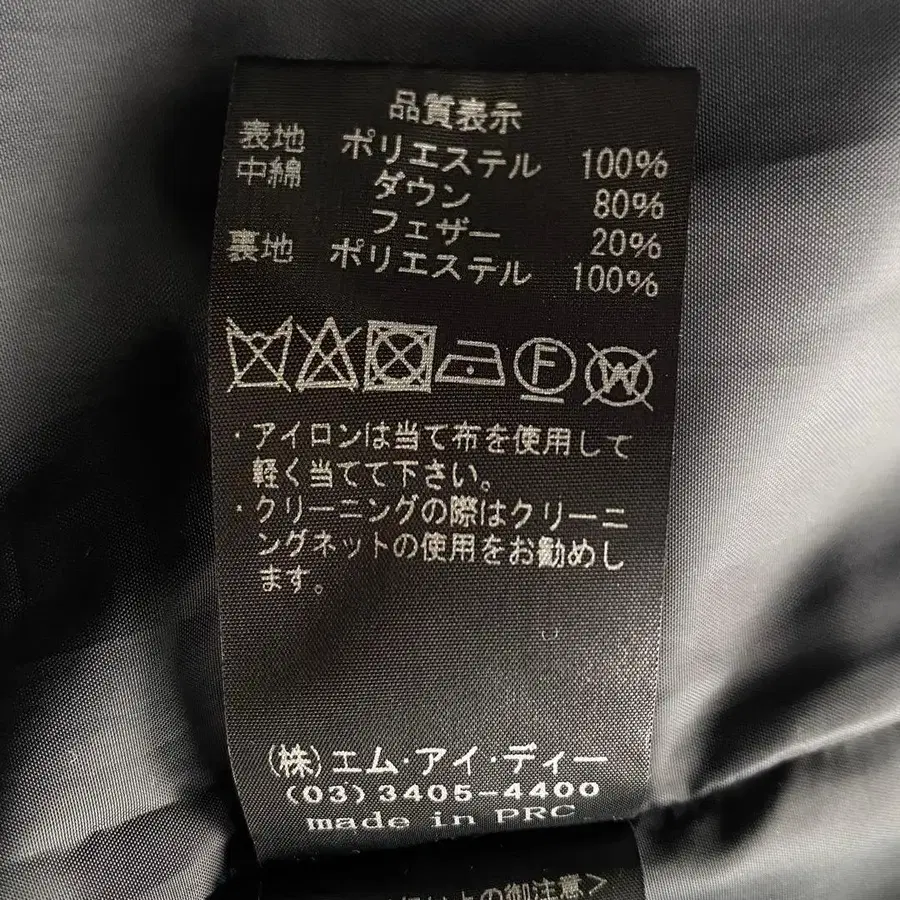 品質表示
表地 ポリエステル 100%
中綿 ダウン 80%
フェザー 20%
裏地 ポリエステル 100%
F
W
・アイロンは当て布を使用して
軽く当てて下さい。
・クリーニングの際はクリーニ
ングネットの使用をお勧めし
ます。
(株)エム・アイ・ディー
(03)3405-4400
made in PRC
上の御注意>